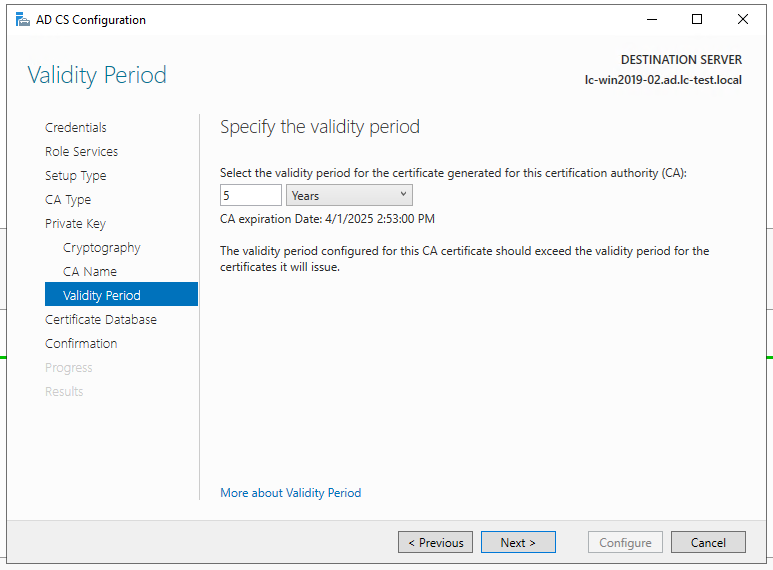 AD CS Configuration
Validity Period
DESTINATION SERVER
lc-win2019-02.ad.lc-test.local
Credentials
Role Services
Setup Type
CA Type
Private Key
Cryptography
CA Name
Validity Period
Certificate Database
Confirmation
Progress
Results
Specify the validity period
Select the validity period for the certificate generated for this certification authority (CA):
5 Years
CA expiration Date: 4/1/2025 2:53:00 PM
The validity period configured for this CA certificate should exceed the validity period for the
certificates it will issue.
More about Validity Period
< Previous Next > Configure Cancel